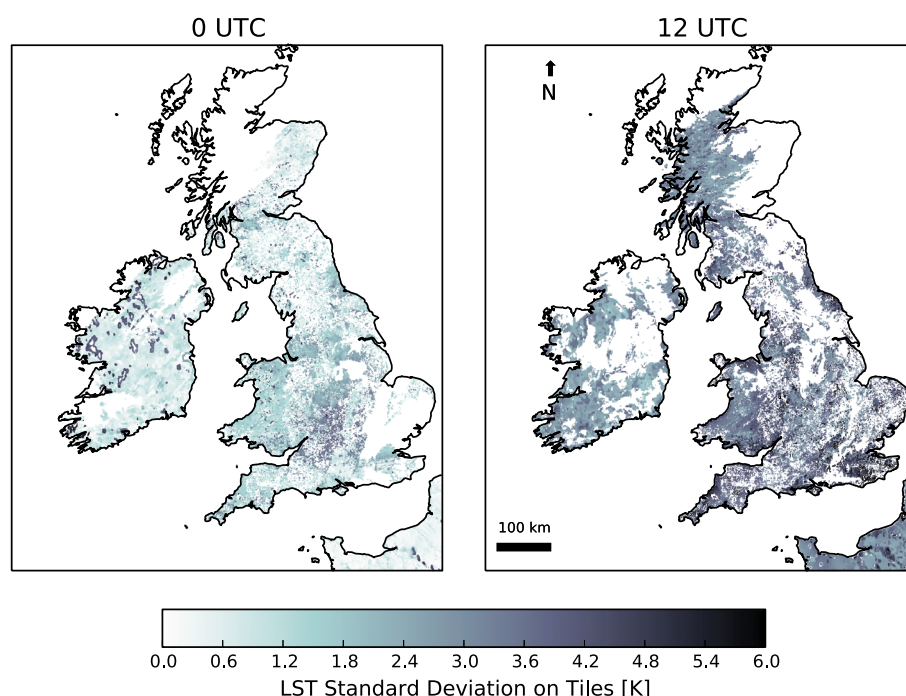 0 UTC
12 UTC
N
100 km
0.0 0.6 1.2 1.8 2.4 3.0 3.6 4.2 4.8 5.4 6.0
LST Standard Deviation on Tiles [K]